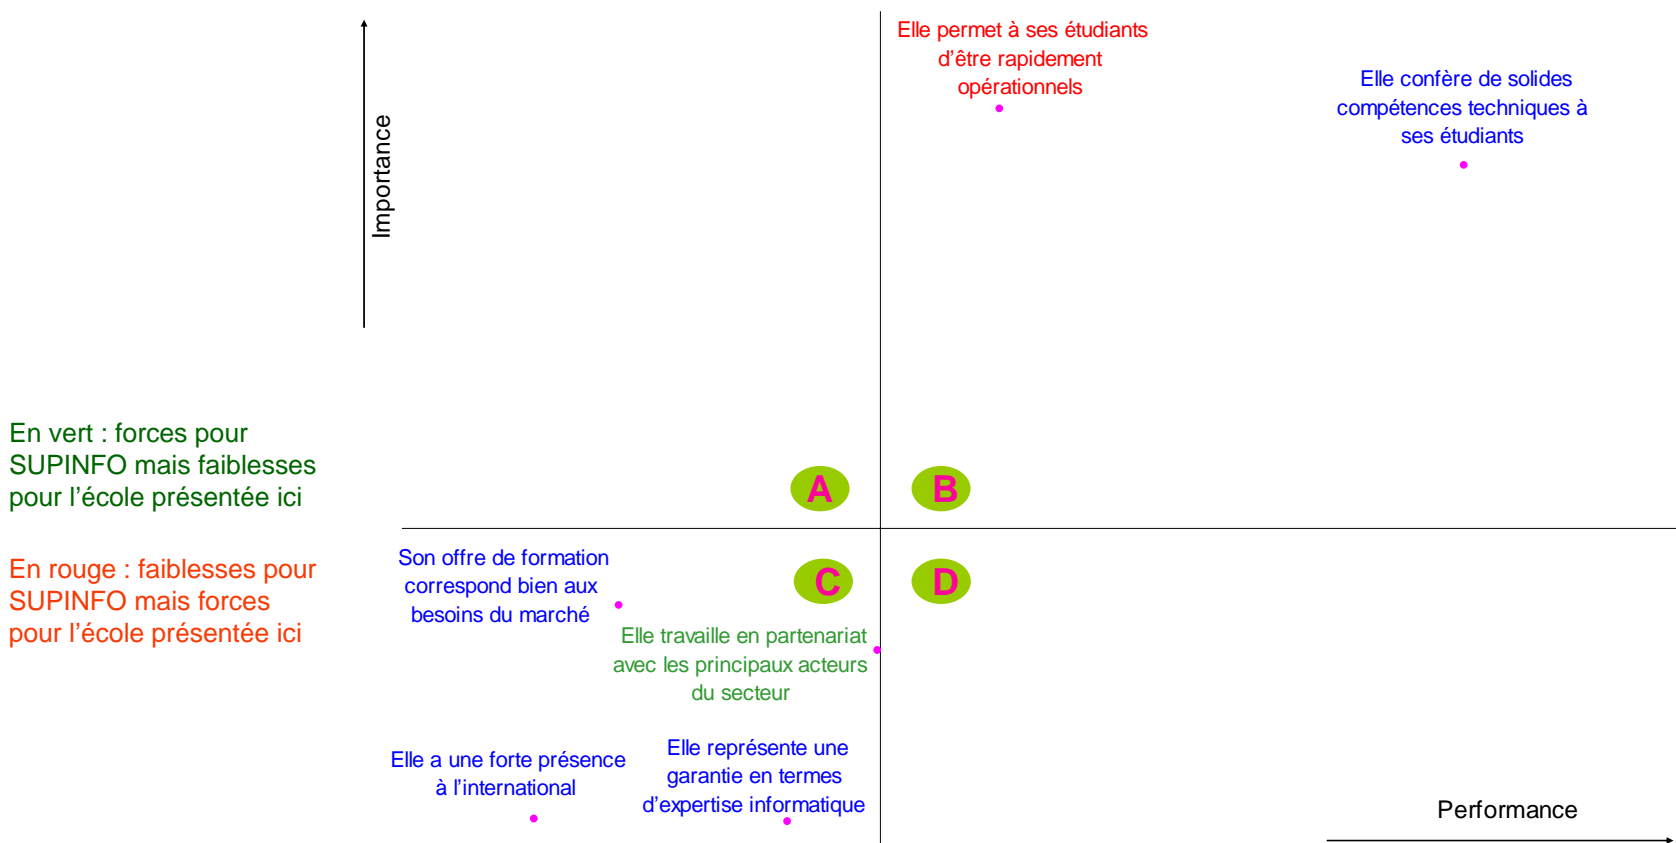 Elle permet à ses étudiants
d’être rapidement
opérationnels
Elle confère de solides
compétences techniques à
ses étudiants
Importance
En vert : forces pour
SUPINFO mais faiblesses
pour l’école présentée ici
A
B
En rouge : faiblesses pour
SUPINFO mais forces
pour l’école présentée ici
C
D
Son offre de formation
correspond bien aux
besoins du marché
Elle travaille en partenariat
avec les principaux acteurs
du secteur
Elle a une forte présence
à l’international
Elle représente une
garantie en termes
d’expertise informatique
Performance